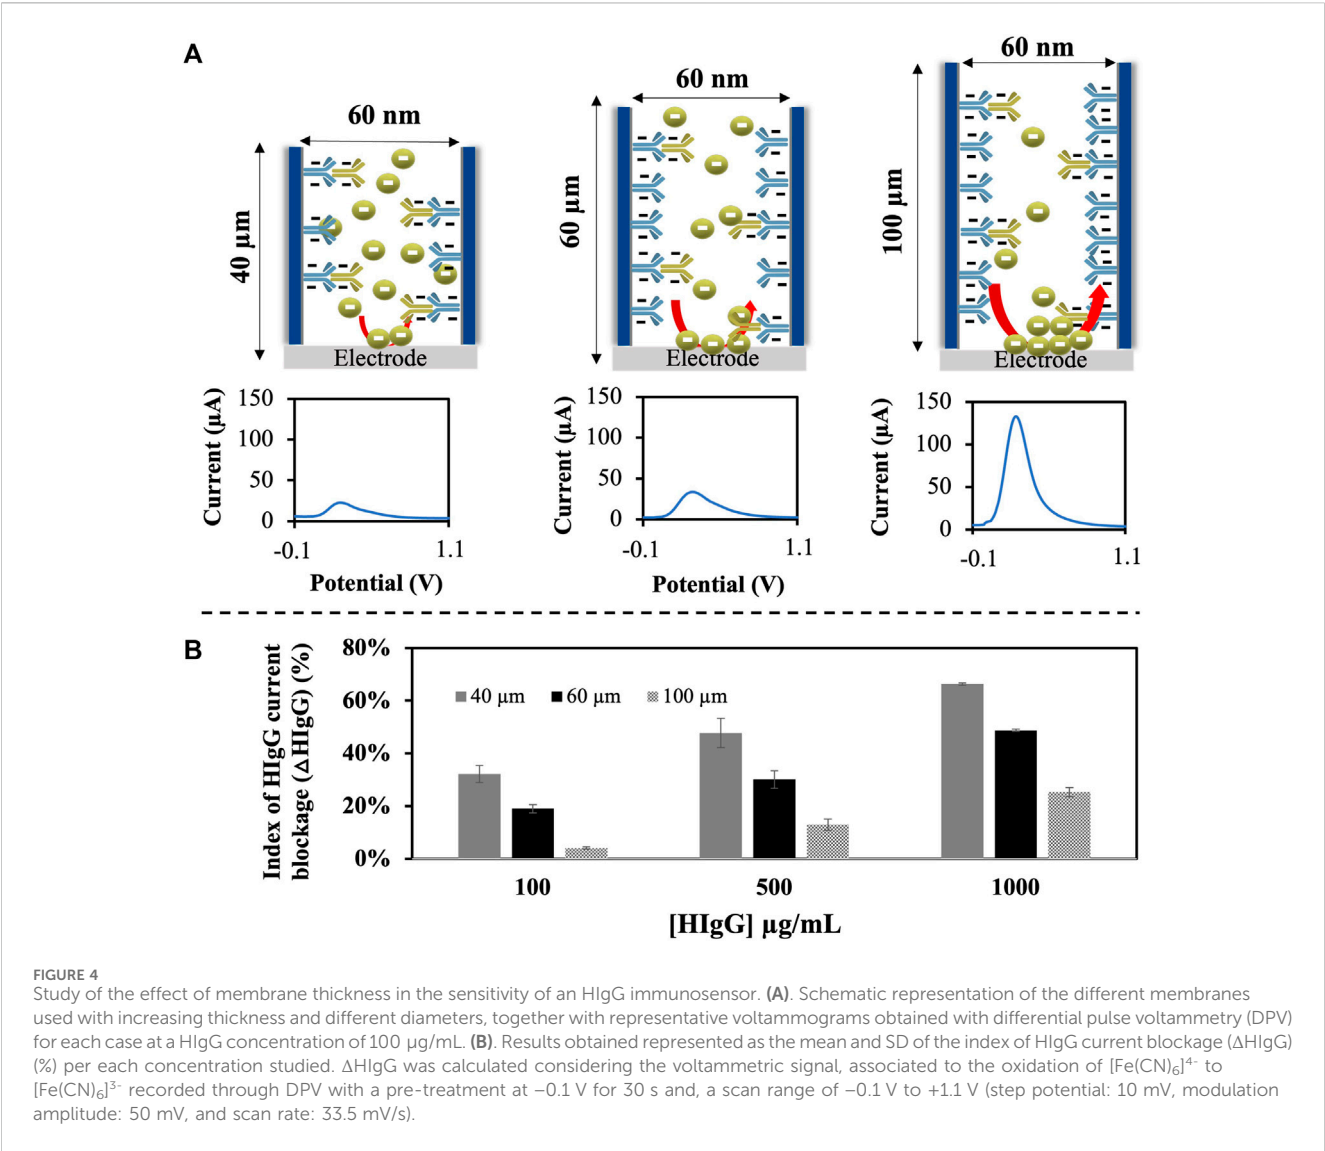 A
60 nm
40 µm
Electrode
60 nm
60 µm
Electrode
60 nm
100 µm
Electrode
Current (µA)
150
100
50
0
-0.1
1.1
Potential (V)
Current (µA)
150
100
50
0
-0.1
1.1
Potential (V)
Current (µA)
150
100
50
0
-0.1
1.1
B
Index of HIgG current
blockage (ΔHIgG) (%)
80%
60%
40%
20%
0%
40 µm
60 µm
100 µm
100
500
1000
[HIgG] µg/mL
FIGURE 4
Study of the effect of membrane thickness in the sensitivity of an HIgG immunosensor. (A). Schematic representation of the different membranes
used with increasing thickness and different diameters, together with representative voltammograms obtained with differential pulse voltammetry (DPV)
for each case at a HIgG concentration of 100 µg/mL. (B). Results obtained represented as the mean and SD of the index of HIgG current blockage (ΔHIgG)
(%) per each concentration studied. ΔHIgG was calculated considering the voltammetric signal, associated to the oxidation of [Fe(CN)₆]⁴⁻ to
[Fe(CN)₆]³⁻ recorded through DPV with a pre-treatment at −0.1 V for 30 s and, a scan range of −0.1 V to +1.1 V (step potential: 10 mV, modulation
amplitude: 50 mV, and scan rate: 33.5 mV/s).